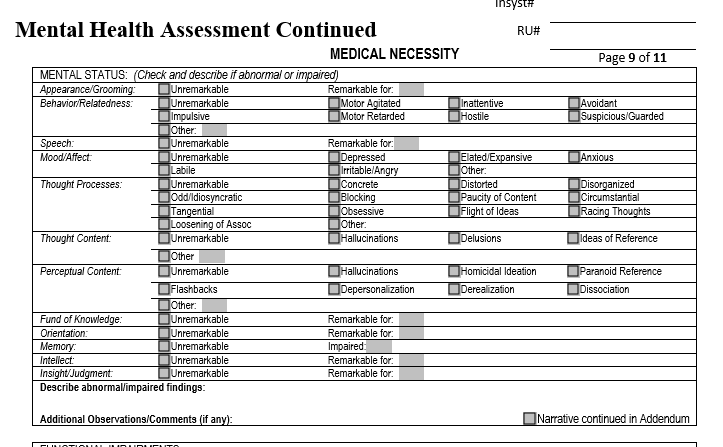 Insyst#
Mental Health Assessment Continued
RU#
MEDICAL NECESSITY
Page 9 of 11
MENTAL STATUS: (Check and describe if abnormal or impaired)
Appearance/Grooming: Unremarkable Remarkable for:
Behavior/Relatedness: Unremarkable Motor Agitated Inattentive Avoidant
Impulsive Motor Retarded Hostile Suspicious/Guarded
Other:
Speech: Unremarkable Remarkable for:
Mood/Affect: Unremarkable Depressed Elated/Expansive Anxious
Labile Irritable/Angry Other:
Thought Processes: Unremarkable Concrete Distorted Disorganized
Odd/Idiosyncratic Blocking Paucity of Content Circumstantial
Tangential Obsessive Flight of Ideas Racing Thoughts
Loosening of Assoc Other:
Thought Content: Unremarkable Hallucinations Delusions Ideas of Reference
Other
Perceptual Content: Unremarkable Hallucinations Homicidal Ideation Paranoid Reference
Flashbacks Depersonalization Derealization Dissociation
Other:
Fund of Knowledge: Unremarkable Remarkable for:
Orientation: Unremarkable Remarkable for:
Memory: Unremarkable Impaired:
Intellect: Unremarkable Remarkable for:
Insight/Judgment: Unremarkable Remarkable for:
Describe abnormal/impaired findings:
Additional Observations/Comments (if any): Narrative continued in Addendum